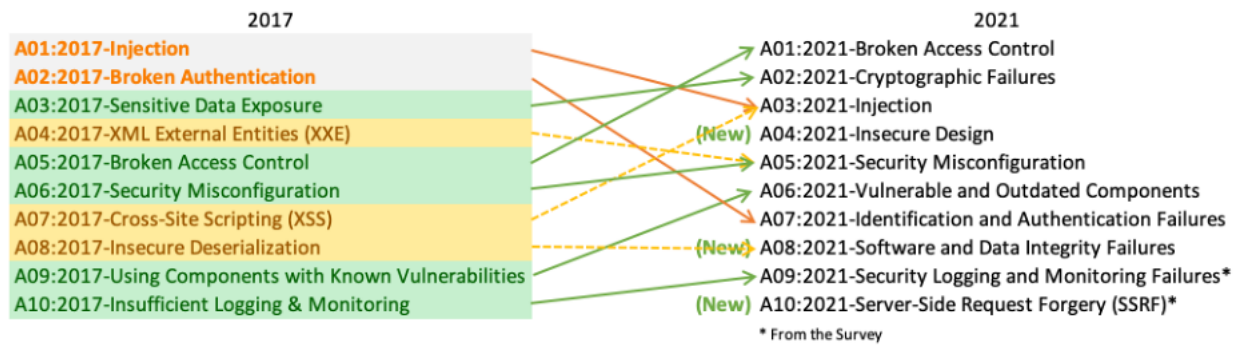 2017
A01:2017-Injection
A02:2017-Broken Authentication
A03:2017-Sensitive Data Exposure
A04:2017-XML External Entities (XXE)
A05:2017-Broken Access Control
A06:2017-Security Misconfiguration
A07:2017-Cross-Site Scripting (XSS)
A08:2017-Insecure Deserialization
A09:2017-Using Components with Known Vulnerabilities
A10:2017-Insufficient Logging & Monitoring
2021
A01:2021-Broken Access Control
A02:2021-Cryptographic Failures
A03:2021-Injection
(New) A04:2021-Insecure Design
A05:2021-Security Misconfiguration
A06:2021-Vulnerable and Outdated Components
A07:2021-Identification and Authentication Failures
(New) A08:2021-Software and Data Integrity Failures
A09:2021-Security Logging and Monitoring Failures*
(New) A10:2021-Server-Side Request Forgery (SSRF)*
* From the Survey